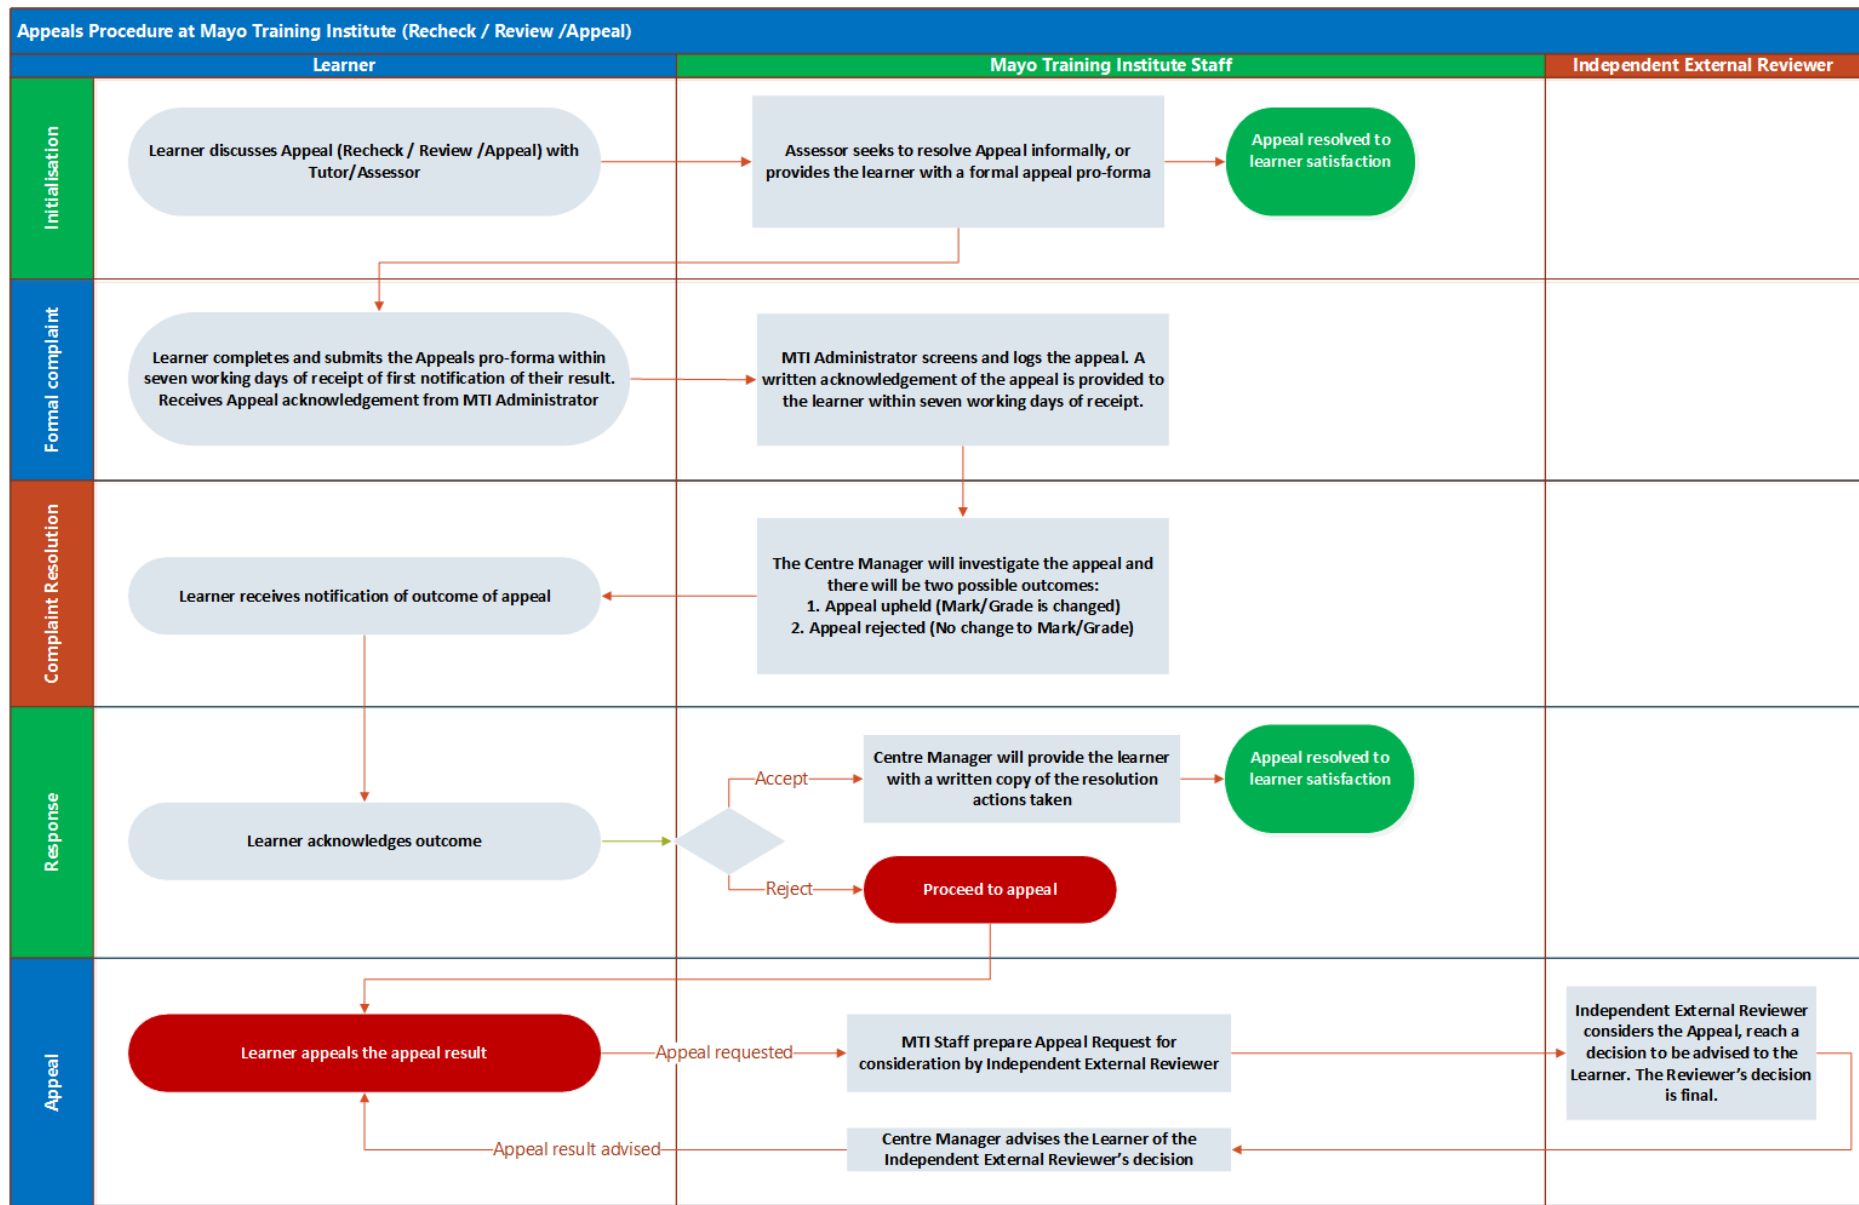 Appeals Procedure at Mayo Training Institute (Recheck / Review /Appeal)
Learner
Mayo Training Institute Staff
Independent External Reviewer
Initialisation
Learner discusses Appeal (Recheck / Review /Appeal) with
Tutor/Assessor
Assessor seeks to resolve Appeal informally, or
provides the learner with a formal appeal pro-forma
Appeal resolved to
learner satisfaction
Formal complaint
Learner completes and submits the Appeals pro-forma within
seven working days of receipt of first notification of their result.
Receives Appeal acknowledgement from MTI Administrator
MTI Administrator screens and logs the appeal. A
written acknowledgement of the appeal is provided to
the learner within seven working days of receipt.
Complaint Resolution
Learner receives notification of outcome of appeal
The Centre Manager will investigate the appeal and
there will be two possible outcomes:
1. Appeal upheld (Mark/Grade is changed)
2. Appeal rejected (No change to Mark/Grade)
Response
Learner acknowledges outcome
Accept
Centre Manager will provide the learner
with a written copy of the resolution
actions taken
Appeal resolved to
learner satisfaction
Reject
Proceed to appeal
Appeal
Learner appeals the appeal result
Appeal requested
MTI Staff prepare Appeal Request for
consideration by Independent External Reviewer
Independent External Reviewer
considers the Appeal, reach a
decision to be advised to the
Learner. The Reviewer’s decision
is final.
Appeal result advised
Centre Manager advises the Learner of the
Independent External Reviewer’s decision